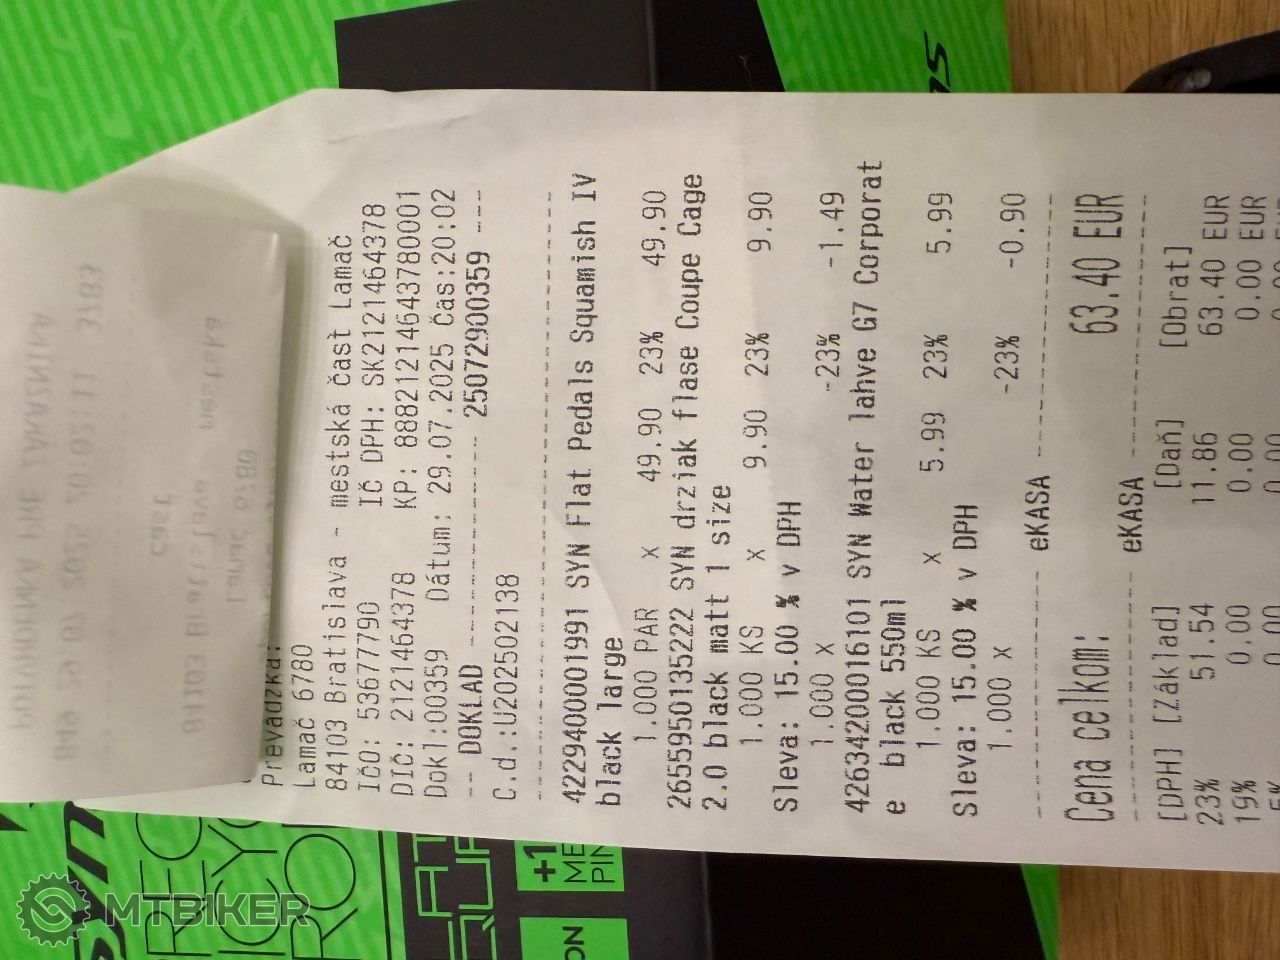 Prevádzka:
Lamač 6780
84103 Bratislava - mestská časť Lamač
IČO: 53677790 IČ DPH: SK2121464378
DIČ: 2121464378 KP: 88821214643780001
Dokl:00359 Dátum: 29.07.2025 Čas:20:02
-- DOKLAD ---------------- 25072900359 ---
C.d.:U202502138
4229400001991 SYN Flat Pedals Squamish IV
black large
1.000 PAR x 49.90 23% 49.90
2655950135222 SYN drziak flase Coupe Cage
2.0 black matt 1 size
1.000 KS x 9.90 23% 9.90
Sleva: 15.00 % v DPH
1.000 x -23% -1.49
4263420016101 SYN Water lahve G7 Corporat
e black 550ml
1.000 KS x 5.99 23% 5.99
Sleva: 15.00 % v DPH
1.000 x -23% -0.90
eKASA
Cena celkom: 63.40 EUR
eKASA
[DPH] [Základ] [Daň] [Obrat]
23% 51.54 11.86 63.40 EUR
19% 0.00 0.00 0.00 EUR
MTBIKER